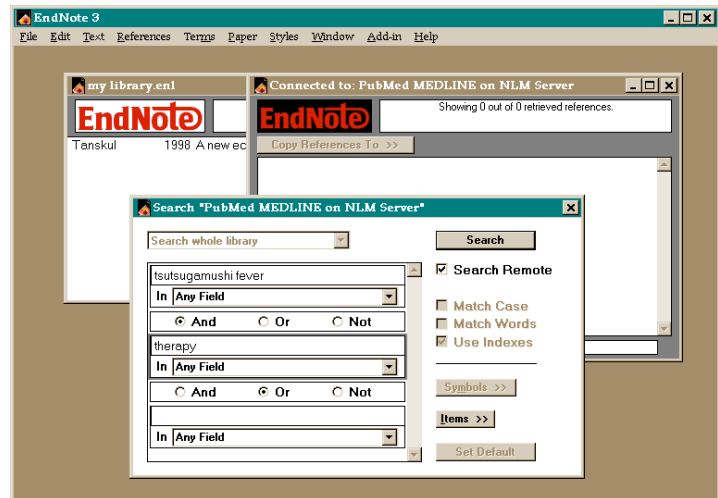 EndNote 3
File Edit Text References Terms Paper Styles Window Add-in Help
my library.enl
EndNote
Tanskul 1998 A new ec
Connected to: PubMed MEDLINE on NLM Server
EndNote
Showing 0 out of 0 retrieved references.
Copy References To >>
Search "PubMed MEDLINE on NLM Server"
Search whole library
Search
tsutsugamushi fever
In Any Field
And Or Not
therapy
In Any Field
And Or Not
In Any Field
Search Remote
Match Case
Match Words
Use Indexes
Symbols >>
Items >>
Set Default